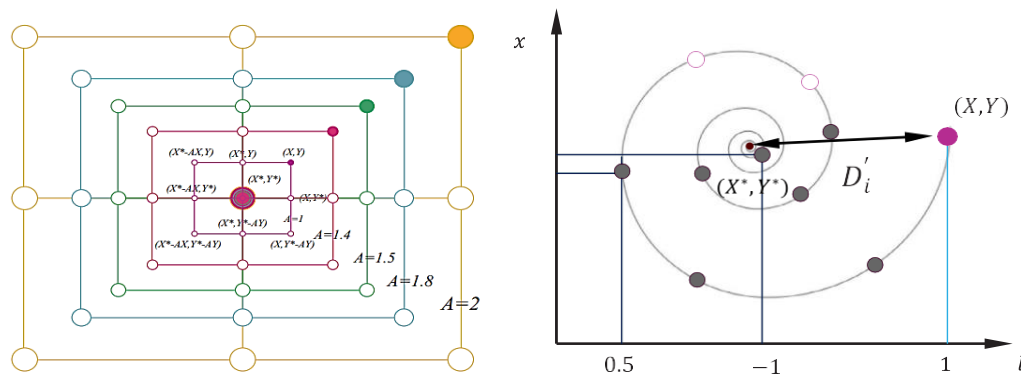 (X*-AX,Y)
(X*,Y)
(X,Y)
(X*,Y*)
(X*-AX,Y*)
(X,Y*)
(X*,Y*-AY)
A=1
(X*-AX,Y*-AY)
(X,Y*-AY)
A=1.4
A=1.5
A=1.8
A=2
x
(X,Y)
(X*,Y*)
D'i
0.5
−1
1